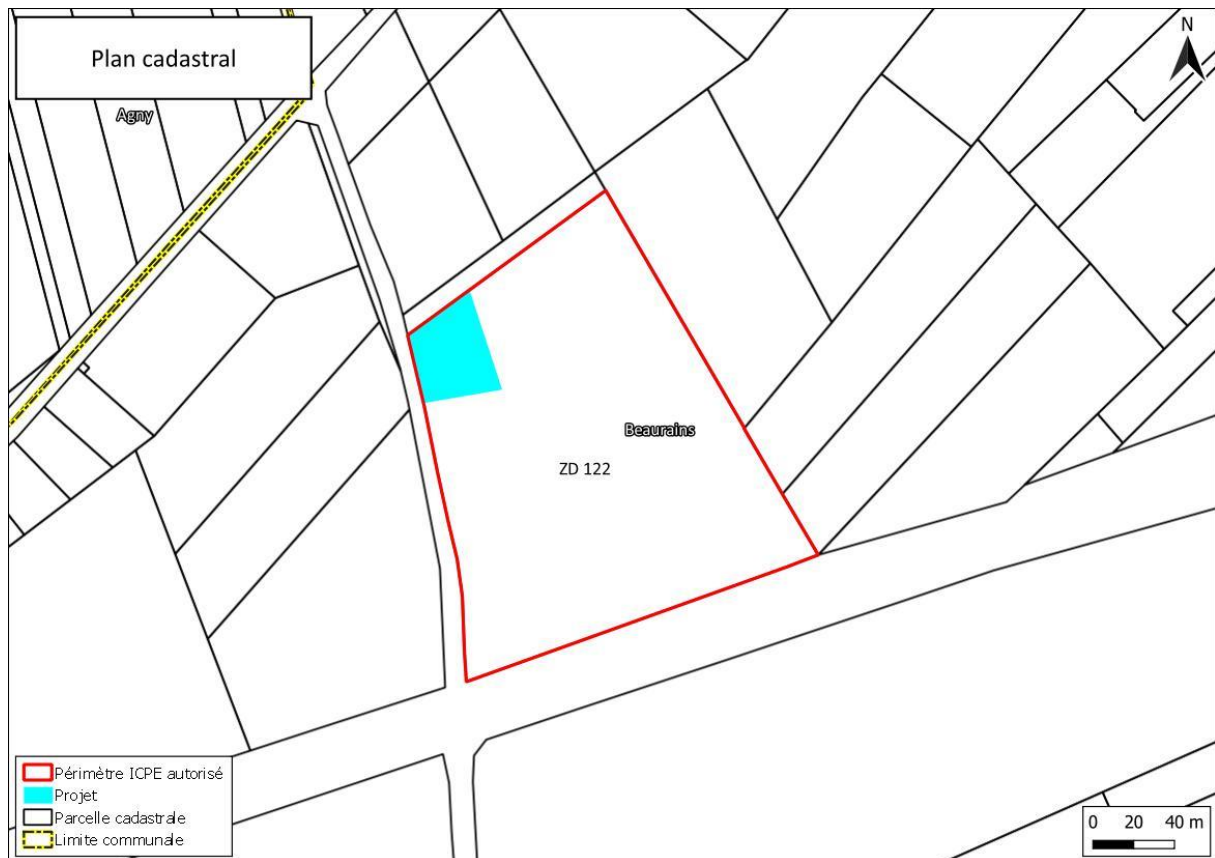 Plan cadastral
N
Agny
Beaurains
ZD 122
Périmètre ICPE autorisé
Projet
Parcelle cadastrale
Limite communale
0 20 40 m